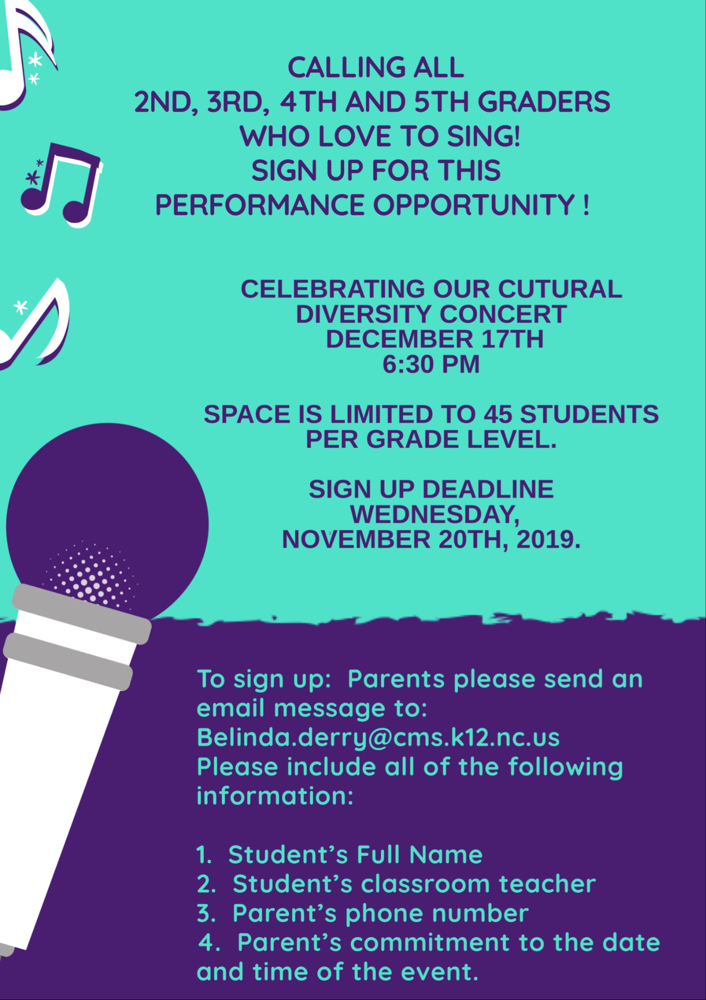 CALLING ALL
2ND, 3RD, 4TH AND 5TH GRADERS
WHO LOVE TO SING!
SIGN UP FOR THIS
PERFORMANCE OPPORTUNITY !
CELEBRATING OUR CUTURAL
DIVERSITY CONCERT
DECEMBER 17TH
6:30 PM
SPACE IS LIMITED TO 45 STUDENTS
PER GRADE LEVEL.
SIGN UP DEADLINE
WEDNESDAY,
NOVEMBER 20TH, 2019.
To sign up:  Parents please send an
email message to:
Belinda.derry@cms.k12.nc.us
Please include all of the following
information:
1.  Student’s Full Name
2.  Student’s classroom teacher
3.  Parent’s phone number
4.  Parent’s commitment to the date
and time of the event.